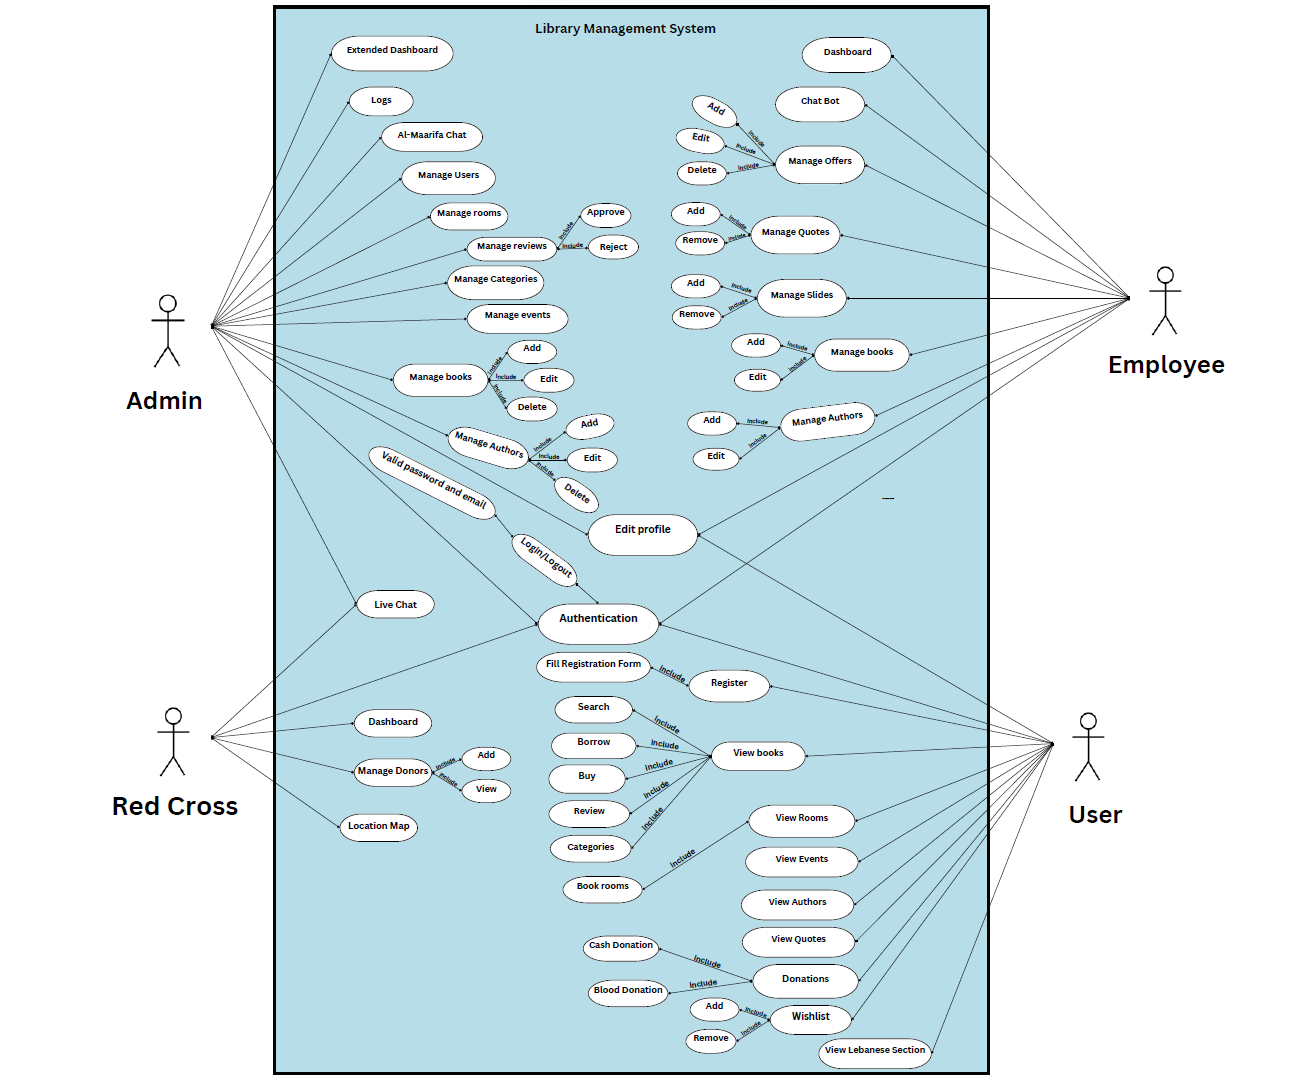 Library Management System
Extended Dashboard
Logs
Al-Maarifa Chat
Manage Users
Manage rooms
Manage reviews
Include
Approve
Include
Reject
Manage Categories
Manage events
Manage books
Include
Add
Include
Edit
Include
Delete
Manage Authors
Include
Add
Include
Edit
Include
Delete
Valid password and email
Login/Logout
Edit profile
Authentication
Live Chat
Admin
Dashboard
Chat Bot
Manage Offers
Include
Add
Include
Edit
Include
Delete
Manage Quotes
Include
Add
Include
Remove
Manage Slides
Include
Add
Include
Remove
Manage books
Include
Add
Include
Edit
Manage Authors
Include
Add
Include
Edit
Employee
Red Cross
Dashboard
Manage Donors
Include
Add
Include
View
Location Map
Fill Registration Form
Include
Register
Search
Include
Borrow
Include
Buy
Include
Review
Include
Categories
Include
View books
Book rooms
Include
View Rooms
View Events
View Authors
View Quotes
Cash Donation
Include
Blood Donation
Include
Donations
Add
Include
Remove
Include
Wishlist
View Lebanese Section
User